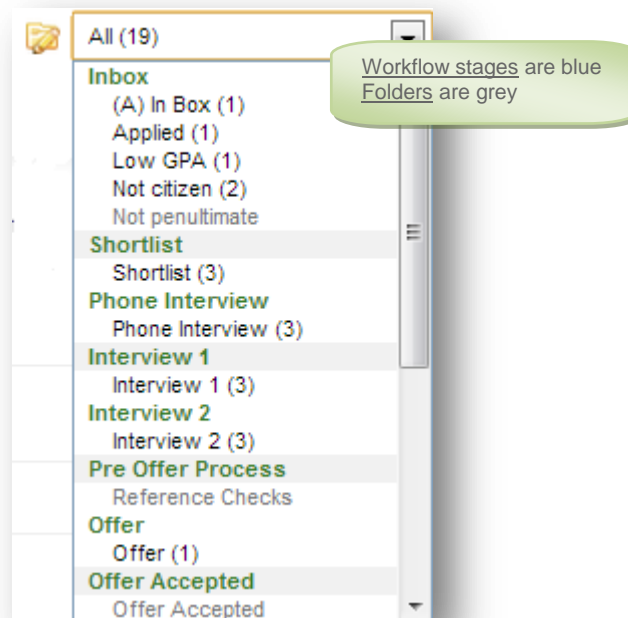 All (19)
Workflow stages are blue
Folders are grey
Inbox
(A) In Box (1)
Applied (1)
Low GPA (1)
Not citizen (2)
Not penultimate
Shortlist
Shortlist (3)
Phone Interview
Phone Interview (3)
Interview 1
Interview 1 (3)
Interview 2
Interview 2 (3)
Pre Offer Process
Reference Checks
Offer
Offer (1)
Offer Accepted
Offer Accepted